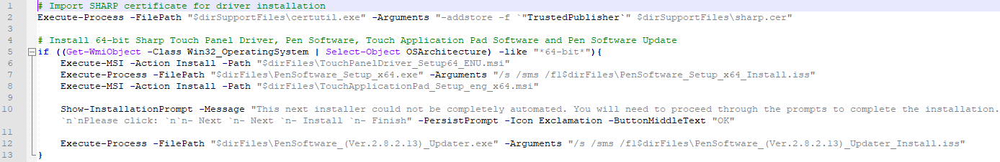 1 # Import SHARP certificate for driver installation
2 Execute-Process -FilePath "$dirSupportFiles\certutil.exe" -Arguments "-addstore -f `"TrustedPublisher`" $dirSupportFiles\sharp.cer"
3
4 # Install 64-bit Sharp Touch Panel Driver, Pen Software, Touch Application Pad Software and Pen Software Update
5 if ((Get-WmiObject -Class Win32_OperatingSystem | Select-Object OSArchitecture) -like "*64-bit*"){
6 Execute-MSI -Action Install -Path "$dirFiles\TouchPanelDriver_Setup64_ENU.msi"
7 Execute-Process -FilePath "$dirFiles\PenSoftware_Setup_x64.exe" -Arguments "/s /sms /f1$dirFiles\PenSoftware_Setup_x64_Install.iss"
8 Execute-MSI -Action Install -Path "$dirFiles\TouchApplicationPad_Setup_eng_x64.msi"
9
10 Show-InstallationPrompt -Message "This next installer could not be completely automated. You will need to proceed through the prompts to complete the installation.
`n`nPlease click: `n`n- Next `n- Next `n- Install `n- Finish" -PersistPrompt -Icon Exclamation -ButtonMiddleText "OK"
11
12 Execute-Process -FilePath "$dirFiles\PenSoftware_(Ver.2.8.2.13)_Updater.exe" -Arguments "/s /sms /f1$dirFiles\PenSoftware_(Ver.2.8.2.13)_Updater_Install.iss"
13 }